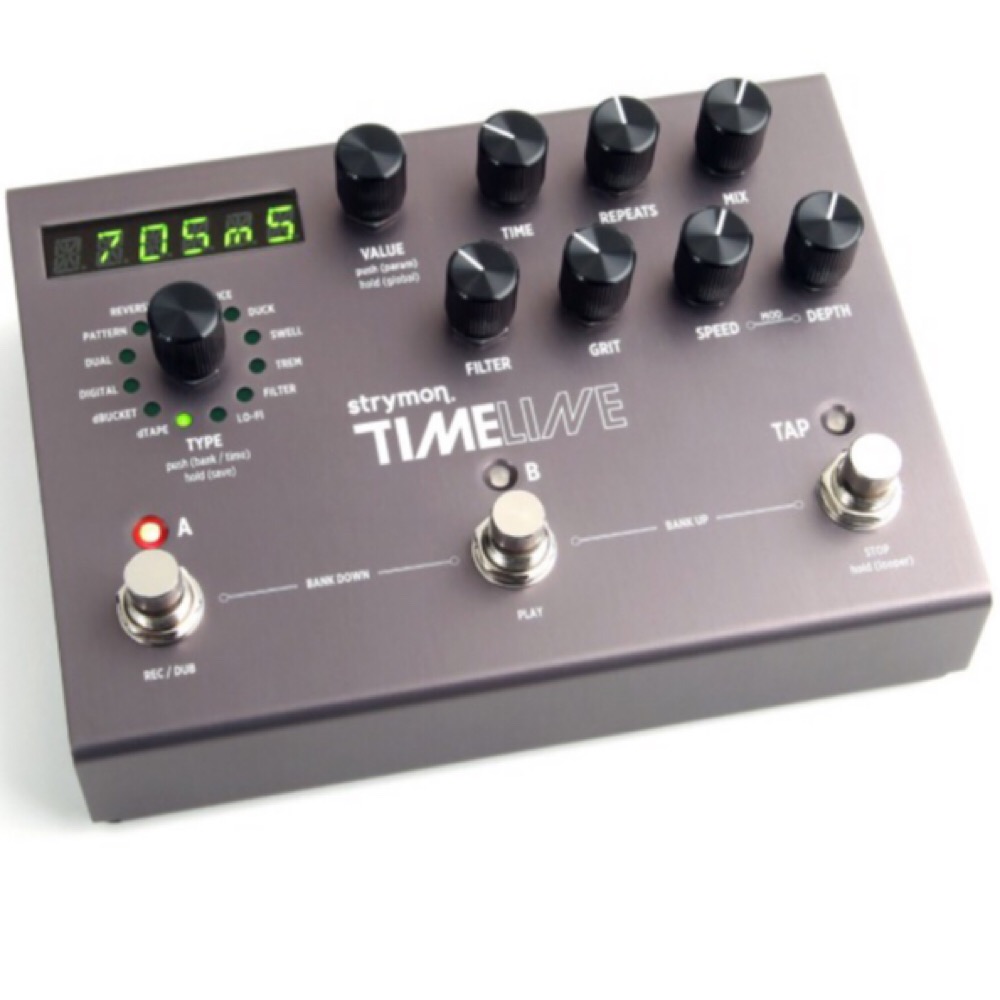 705mS
VALUE
push (param)
hold (global)
TIME
REPEATS
MIX
FILTER
GRIT
SPEED
MOD
DEPTH
DUCK
SWELL
TREM
FILTER
LO-FI
dTAPE
dBUCKET
DIGITAL
DUAL
PATTERN
TYPE
push (bank / time)
hold (save)
strymon
TIMELINE
A
B
TAP
BANK DOWN
BANK UP
REC / DUB
PLAY
STOP
hold (looper)